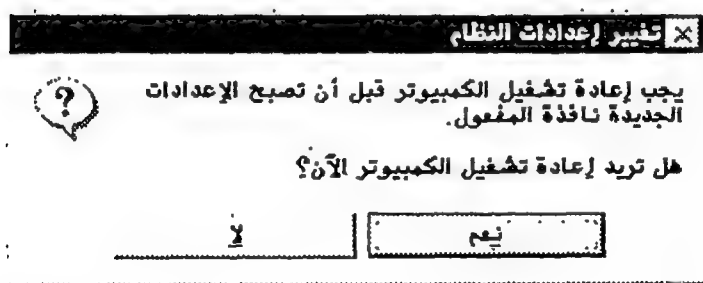 تغيير إعدادات النظام
يجب إعادة تشغيل الكمبيوتر قبل أن تصبح الإعدادات
الجديدة نافذة المفعول.
هل تريد إعادة تشغيل الكمبيوتر الآن؟
نعم
لا